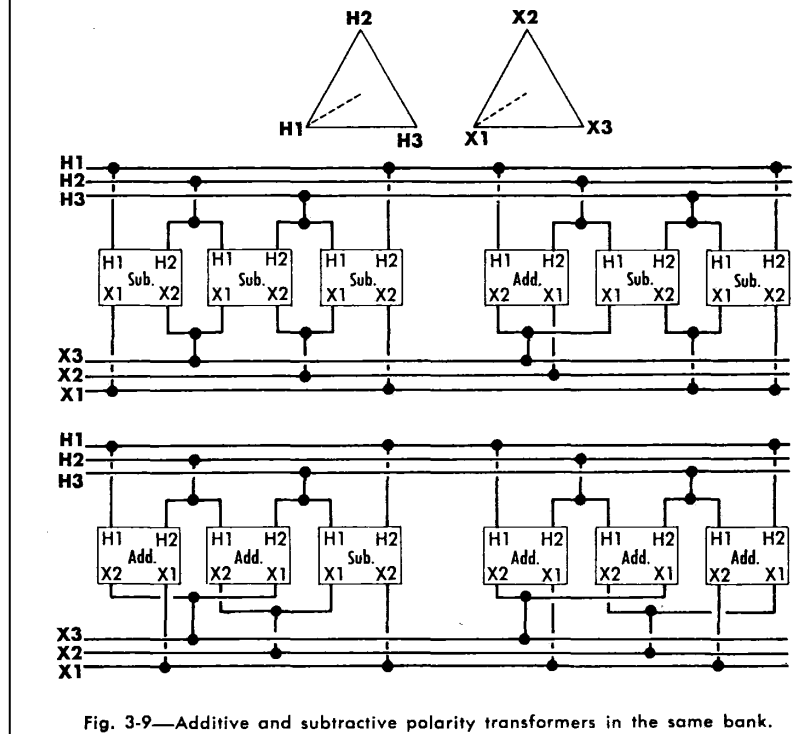 H2 X2
H1 H3 X1 X3
H1
H2
H3
H1 H2 H1 H2 H1 H2 H1 H2 H1 H2 H1 H2
Sub. Sub. Sub. Add. Sub. Sub.
X1 X2 X1 X2 X1 X2 X2 X1 X1 X2 X1 X2
X3
X2
X1
H1
H2
H3
H1 H2 H1 H2 H1 H2 H1 H2 H1 H2 H1 H2
Add. Add. Sub. Add. Add. Add.
X2 X1 X2 X1 X1 X2 X2 X1 X2 X1 X2 X1
X3
X2
X1
Fig. 3-9—Additive and subtractive polarity transformers in the same bank.